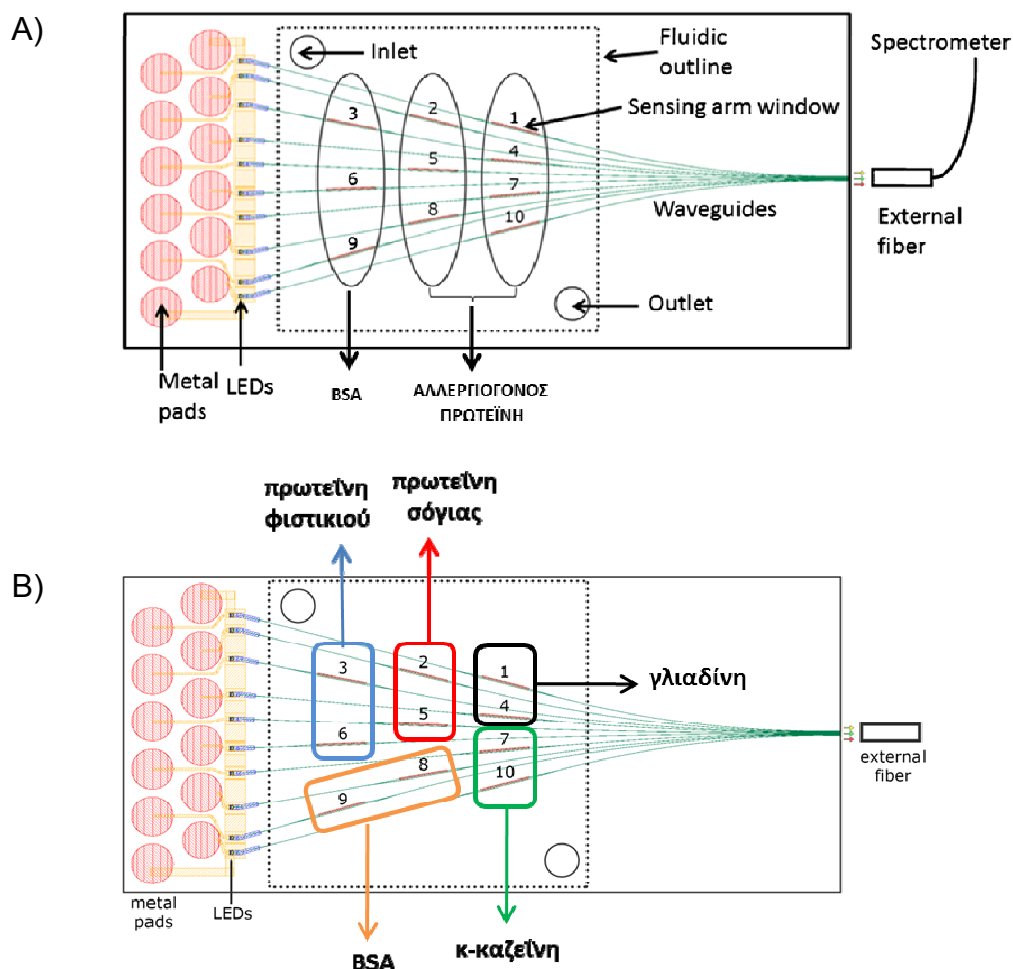 A)
Inlet
Fluidic
outline
Spectrometer
Sensing arm window
3
2
1
5
4
6
7
8
10
9
Waveguides
External
fiber
Outlet
Metal
pads
LEDs
BSA
ΑΛΛΕΡΓΙΟΓΟΝΟΣ
ΠΡΩΤΕΪΝΗ
πρωτεΐνη
φιστικιού
πρωτεΐνη
σόγιας
B)
3
2
1
5
4
6
7
8
10
9
γλιαδίνη
external
fiber
metal
pads
LEDs
BSA
κ-καζεΐνη